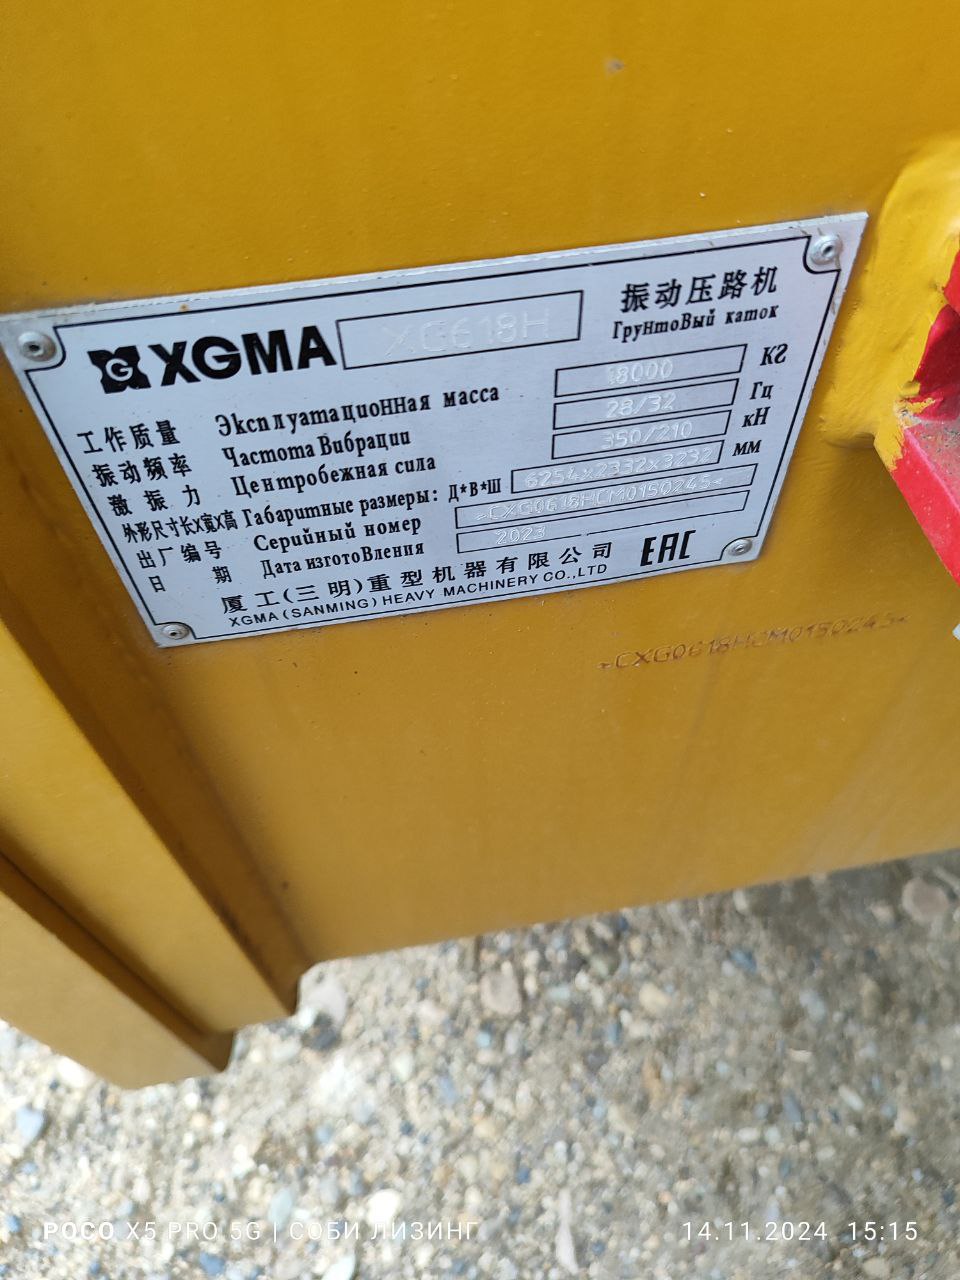 XGMA XG618H 振动压路机
Грунтовый каток
工作质量 Эксплуатационная масса 18000 Кг
振动频率 Частота Вибрации 28/32 Гц
激振力 Центробежная сила 350/210 кН
外形尺寸长X宽X高 Габаритные размеры: Д*В*Ш 6254x2332x3232 мм
出厂编号 Серийный номер *CXG0618HCM0150245*
日期 Дата изготовления 2023
厦工(三明)重型机器有限公司 EAC
XGMA (SANMING) HEAVY MACHINERY CO.,LTD
*CXG0618HCM0150245*
POCO X5 PRO 5G | СОБИ ЛИЗИНГ 14.11.2024 15:15